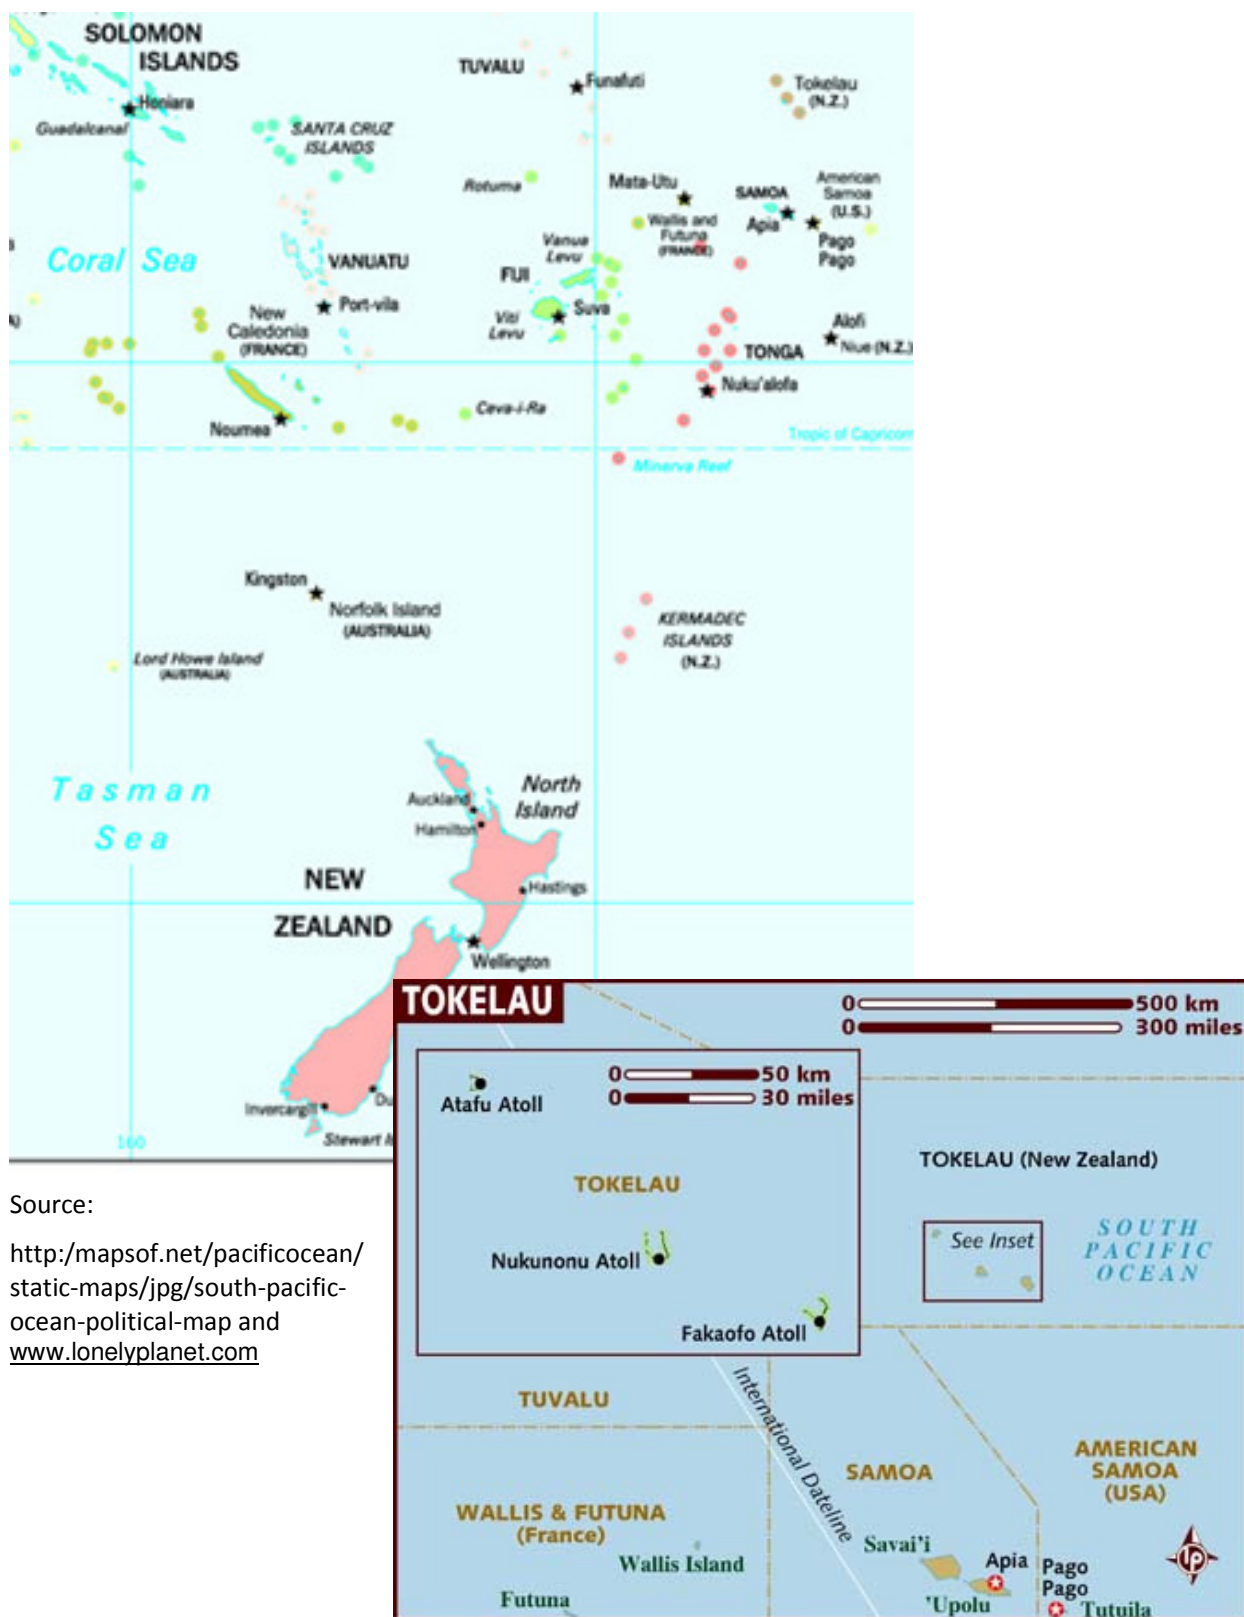 SOLOMON
ISLANDS
Honiara
Guadalcanal
SANTA CRUZ
ISLANDS
TUVALU
Funafuti
Tokelau
(N.Z.)
Rotuma
Mata-Utu
Wallis and
Futuna
(FRANCE)
SAMOA
Apia
American
Samoa
(U.S.)
Pago
Pago
Coral Sea
VANUATU
Port-vila
Vanua
Levu
FIJI
Viti
Levu
Suva
New
Caledonia
(FRANCE)
Noumea
Ceva-i-Ra
TONGA
Nuku'alofa
Alofi
Niue (N.Z.)
Tropic of Capricorn
Minerva Reef
Kingston
Norfolk Island
(AUSTRALIA)
Lord Howe Island
(AUSTRALIA)
KERMADEC
ISLANDS
(N.Z.)
Tasman
Sea
North
Island
Auckland
Hamilton
Hastings
NEW
ZEALAND
Wellington
Invercargill
Du
Stewart Is
160
TOKELAU
0 500 km
0 300 miles
0 50 km
0 30 miles
Atafu Atoll
TOKELAU
Nukunonu Atoll
Fakaofo Atoll
TOKELAU (New Zealand)
See Inset
SOUTH
PACIFIC
OCEAN
International Dateline
TUVALU
WALLIS & FUTUNA
(France)
Wallis Island
Futuna
SAMOA
AMERICAN
SAMOA
(USA)
Savai'i
Apia
'Upolu
Pago
Pago
Tutuila
Source:
http:/mapsof.net/pacificocean/
static-maps/jpg/south-pacific-
ocean-political-map and
www.lonelyplanet.com